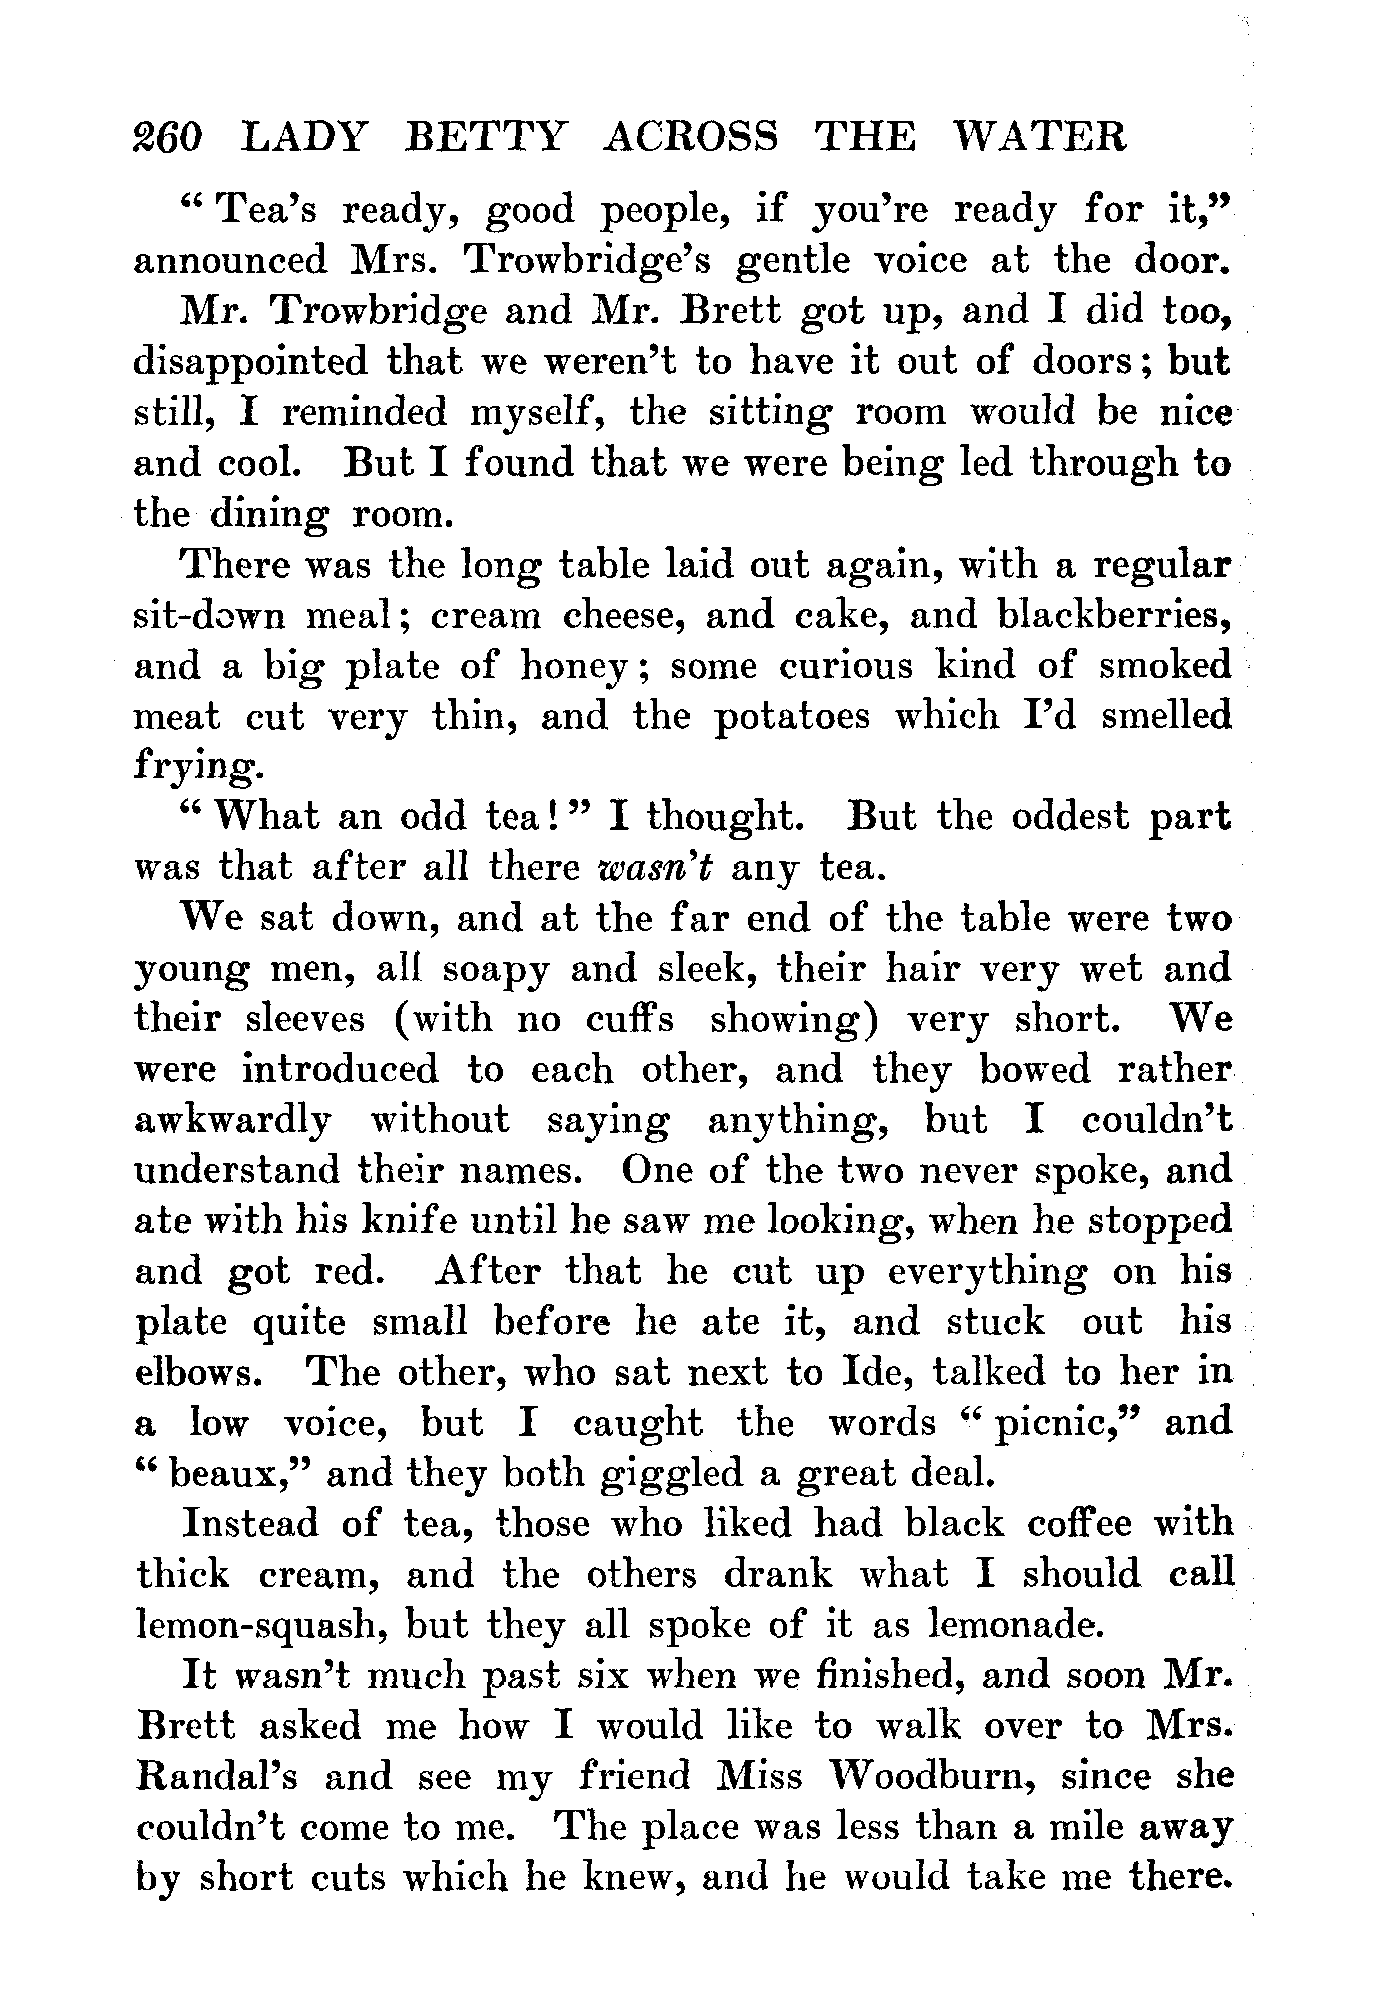 260 LADY BETTY ACROSS THE WATER
“Tea’s ready, good people, if you’re ready for it,”
announced Mrs. Trowbridge’s gentle voice at the door.
Mr. Trowbridge and Mr. Brett got up, and I did too,
disappointed that we weren’t to have it out of doors; but
still, I reminded myself, the sitting room would be nice
and cool. But I found that we were being led through to
the dining room.
There was the long table laid out again, with a regular
sit-down meal; cream cheese, and cake, and blackberries,
and a big plate of honey; some curious kind of smoked
meat cut very thin, and the potatoes which I’d smelled
frying.
“What an odd tea!” I thought. But the oddest part
was that after all there wasn’t any tea.
We sat down, and at the far end of the table were two
young men, all soapy and sleek, their hair very wet and
their sleeves (with no cuffs showing) very short. We
were introduced to each other, and they bowed rather
awkwardly without saying anything, but I couldn’t
understand their names. One of the two never spoke, and
ate with his knife until he saw me looking, when he stopped
and got red. After that he cut up everything on his
plate quite small before he ate it, and stuck out his
elbows. The other, who sat next to Ide, talked to her in
a low voice, but I caught the words “picnic,” and
“beaux,” and they both giggled a great deal.
Instead of tea, those who liked had black coffee with
thick cream, and the others drank what I should call
lemon-squash, but they all spoke of it as lemonade.
It wasn’t much past six when we finished, and soon Mr.
Brett asked me how I would like to walk over to Mrs.
Randal’s and see my friend Miss Woodburn, since she
couldn’t come to me. The place was less than a mile away
by short cuts which he knew, and he would take me there.